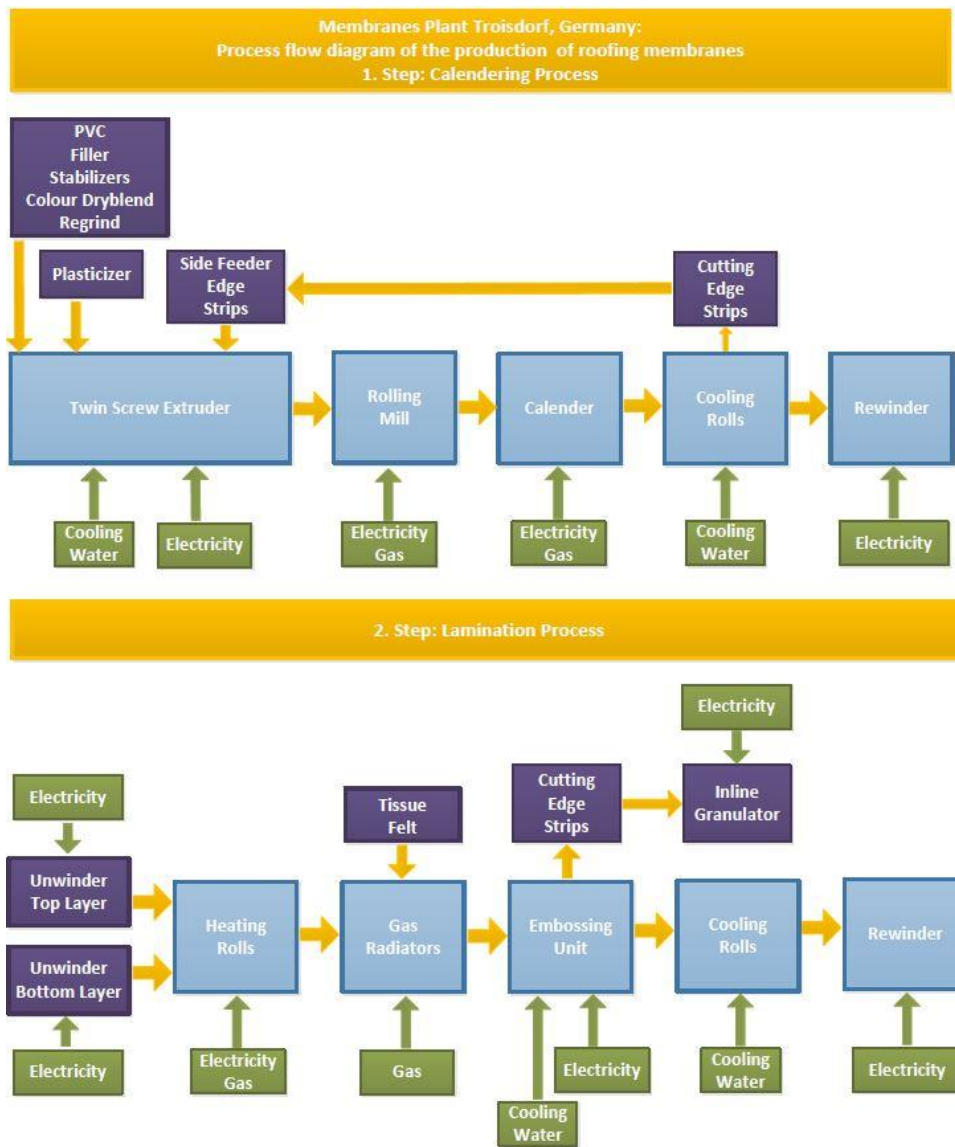 Membranes Plant Troisdorf, Germany:
Process flow diagram of the production of roofing membranes
1. Step: Calendering Process
PVC
Filler
Stabilizers
Colour Dryblend
Regrind
Plasticizer
Side Feeder
Edge
Strips
Cutting
Edge
Strips
Twin Screw Extruder
Rolling
Mill
Calender
Cooling
Rolls
Rewinder
Cooling
Water
Electricity
Electricity
Gas
Electricity
Gas
Cooling
Water
Electricity
2. Step: Lamination Process
Electricity
Electricity
Tissue
Felt
Cutting
Edge
Strips
Inline
Granulator
Unwinder
Top Layer
Unwinder
Bottom Layer
Heating
Rolls
Gas
Radiators
Embossing
Unit
Cooling
Rolls
Rewinder
Electricity
Electricity
Gas
Gas
Cooling
Water
Electricity
Cooling
Water
Electricity